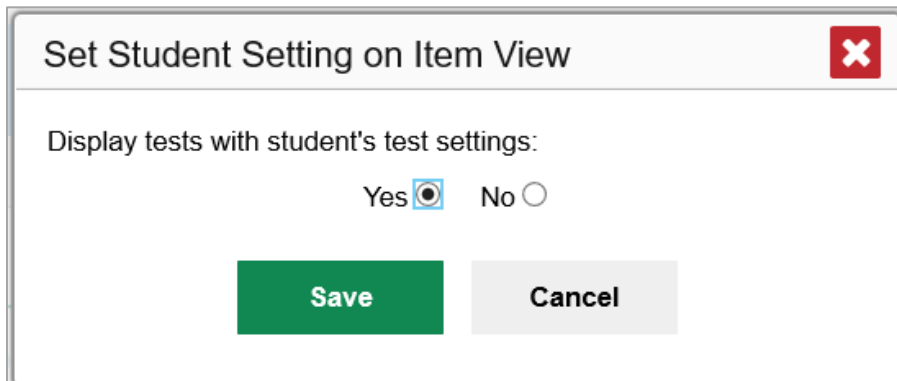 Set Student Setting on Item View
Display tests with student's test settings:
Yes No
Save Cancel